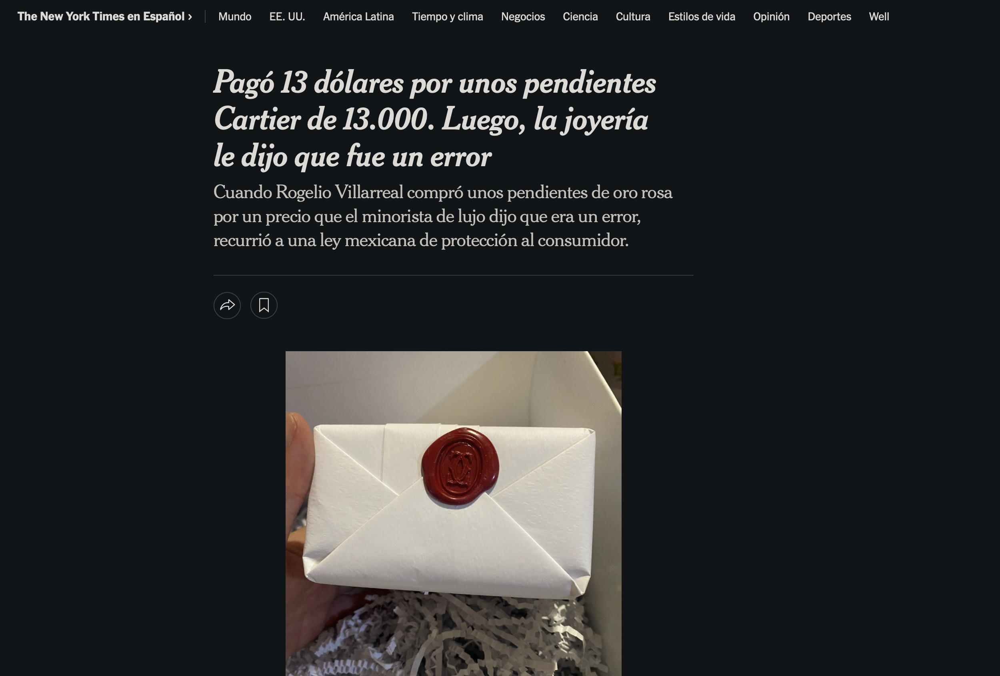 The New York Times en Español ›
Mundo
EE. UU.
América Latina
Tiempo y clima
Negocios
Ciencia
Cultura
Estilos de vida
Opinión
Deportes
Well
Pagó 13 dólares por unos pendientes
Cartier de 13.000. Luego, la joyería
le dijo que fue un error
Cuando Rogelio Villarreal compró unos pendientes de oro rosa
por un precio que el minorista de lujo dijo que era un error,
recurrió a una ley mexicana de protección al consumidor.